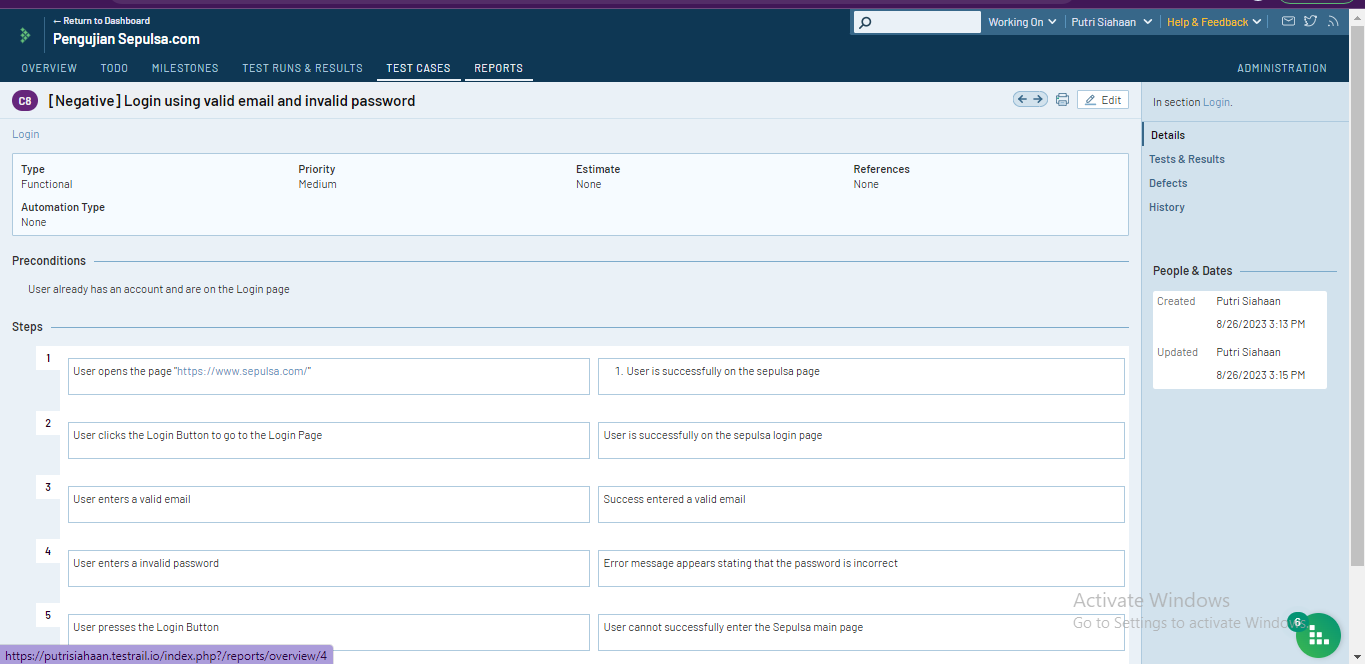 ← Return to Dashboard
Pengujian Sepulsa.com
Working On
Putri Siahaan
Help & Feedback
OVERVIEW TODO MILESTONES TEST RUNS & RESULTS TEST CASES REPORTS ADMINISTRATION
C8 [Negative] Login using valid email and invalid password
Edit
Login
Type Priority Estimate References
Functional Medium None None
Automation Type
None
Preconditions
User already has an account and are on the Login page
Steps
1
User opens the page "https://www.sepulsa.com/"
1. User is successfully on the sepulsa page
2
User clicks the Login Button to go to the Login Page
User is successfully on the sepulsa login page
3
User enters a valid email
Success entered a valid email
4
User enters a invalid password
Error message appears stating that the password is incorrect
5
User presses the Login Button
User cannot successfully enter the Sepulsa main page
In section Login.
Details
Tests & Results
Defects
History
People & Dates
Created Putri Siahaan
8/26/2023 3:13 PM
Updated Putri Siahaan
8/26/2023 3:15 PM
Activate Windows
Go to Settings to activate Windows.
6
https://putrisiahaan.testrail.io/index.php?/reports/overview/4